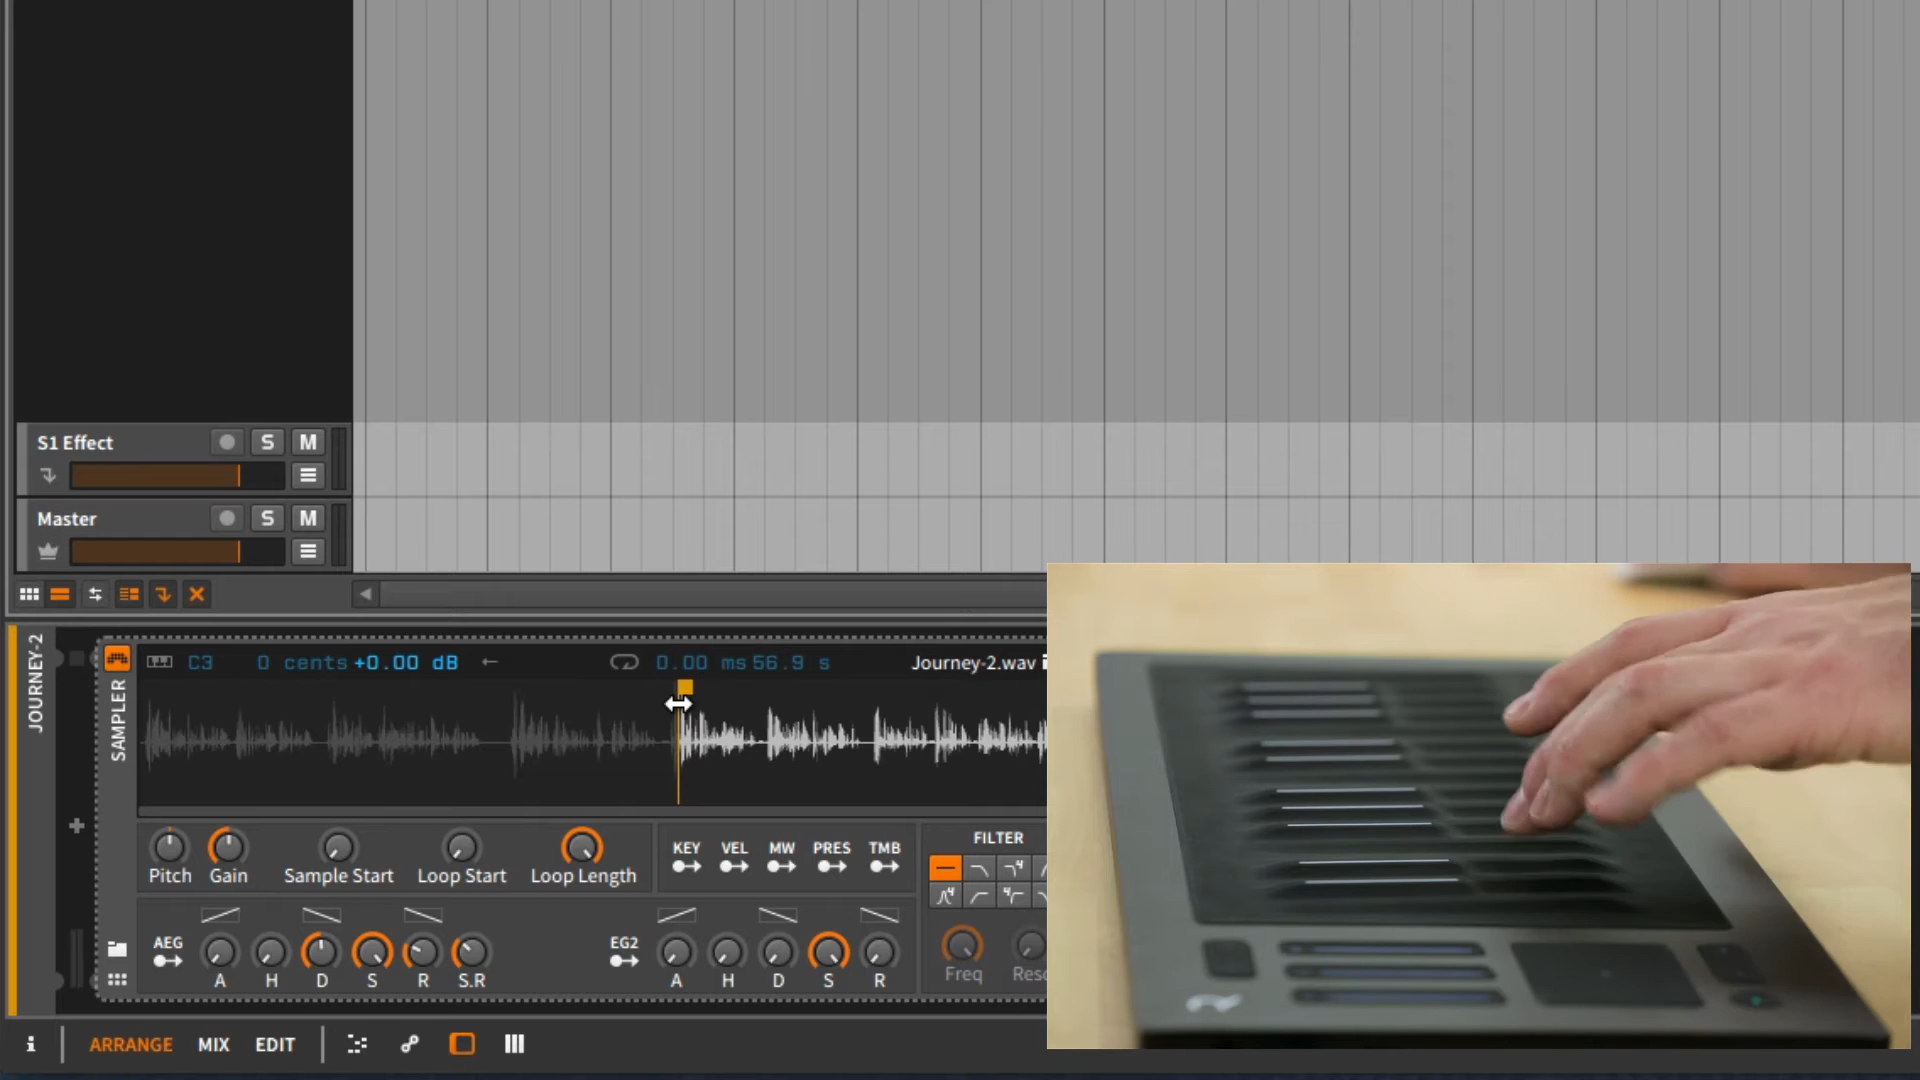 S1 Effect
S M
Master
S M
JOURNEY-2
SAMPLER
C3 0 cents +0.00 dB 0.00 ms 56.9 s Journey-2.wav
Pitch Gain Sample Start Loop Start Loop Length
KEY VEL MW PRES TMB
FILTER
AEG A H D S R S.R
EG2 A H D S R
Freq Reso
i ARRANGE MIX EDIT